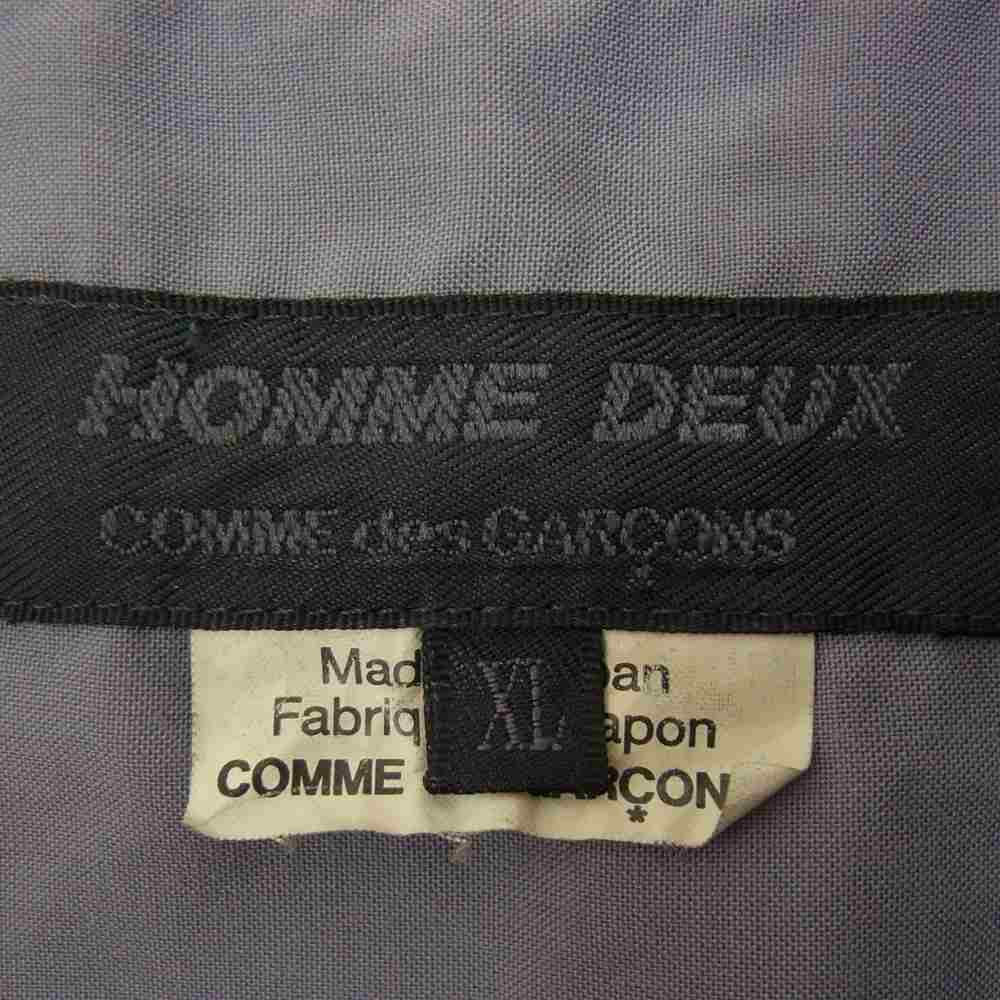 HOMME DEUX
COMME des GARÇONS
XL
Mad pan
Fabriq apon
COMME ARÇON